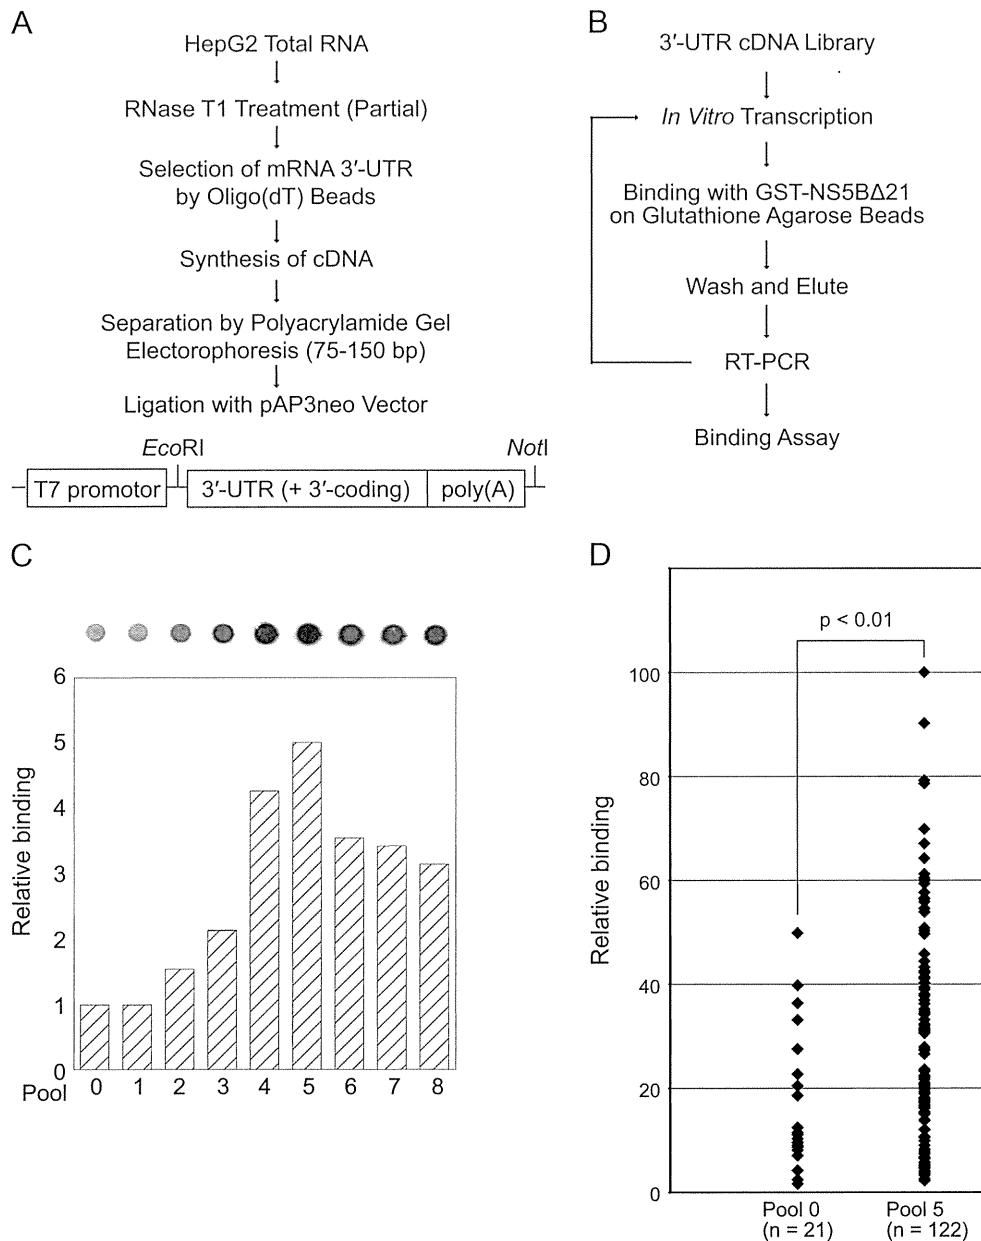 A
HepG2 Total RNA
RNase T1 Treatment (Partial)
Selection of mRNA 3′-UTR
by Oligo(dT) Beads
Synthesis of cDNA
Separation by Polyacrylamide Gel
Electorophoresis (75-150 bp)
Ligation with pAP3neo Vector
EcoRI
NotI
T7 promotor
3′-UTR (+ 3′-coding)
poly(A)
B
3′-UTR cDNA Library
In Vitro Transcription
Binding with GST-NS5BΔ21
on Glutathione Agarose Beads
Wash and Elute
RT-PCR
Binding Assay
C
Relative binding
6
5
4
3
2
1
0
Pool
0 1 2 3 4 5 6 7 8
D
p < 0.01
Relative binding
100
80
60
40
20
0
Pool 0
(n = 21)
Pool 5
(n = 122)